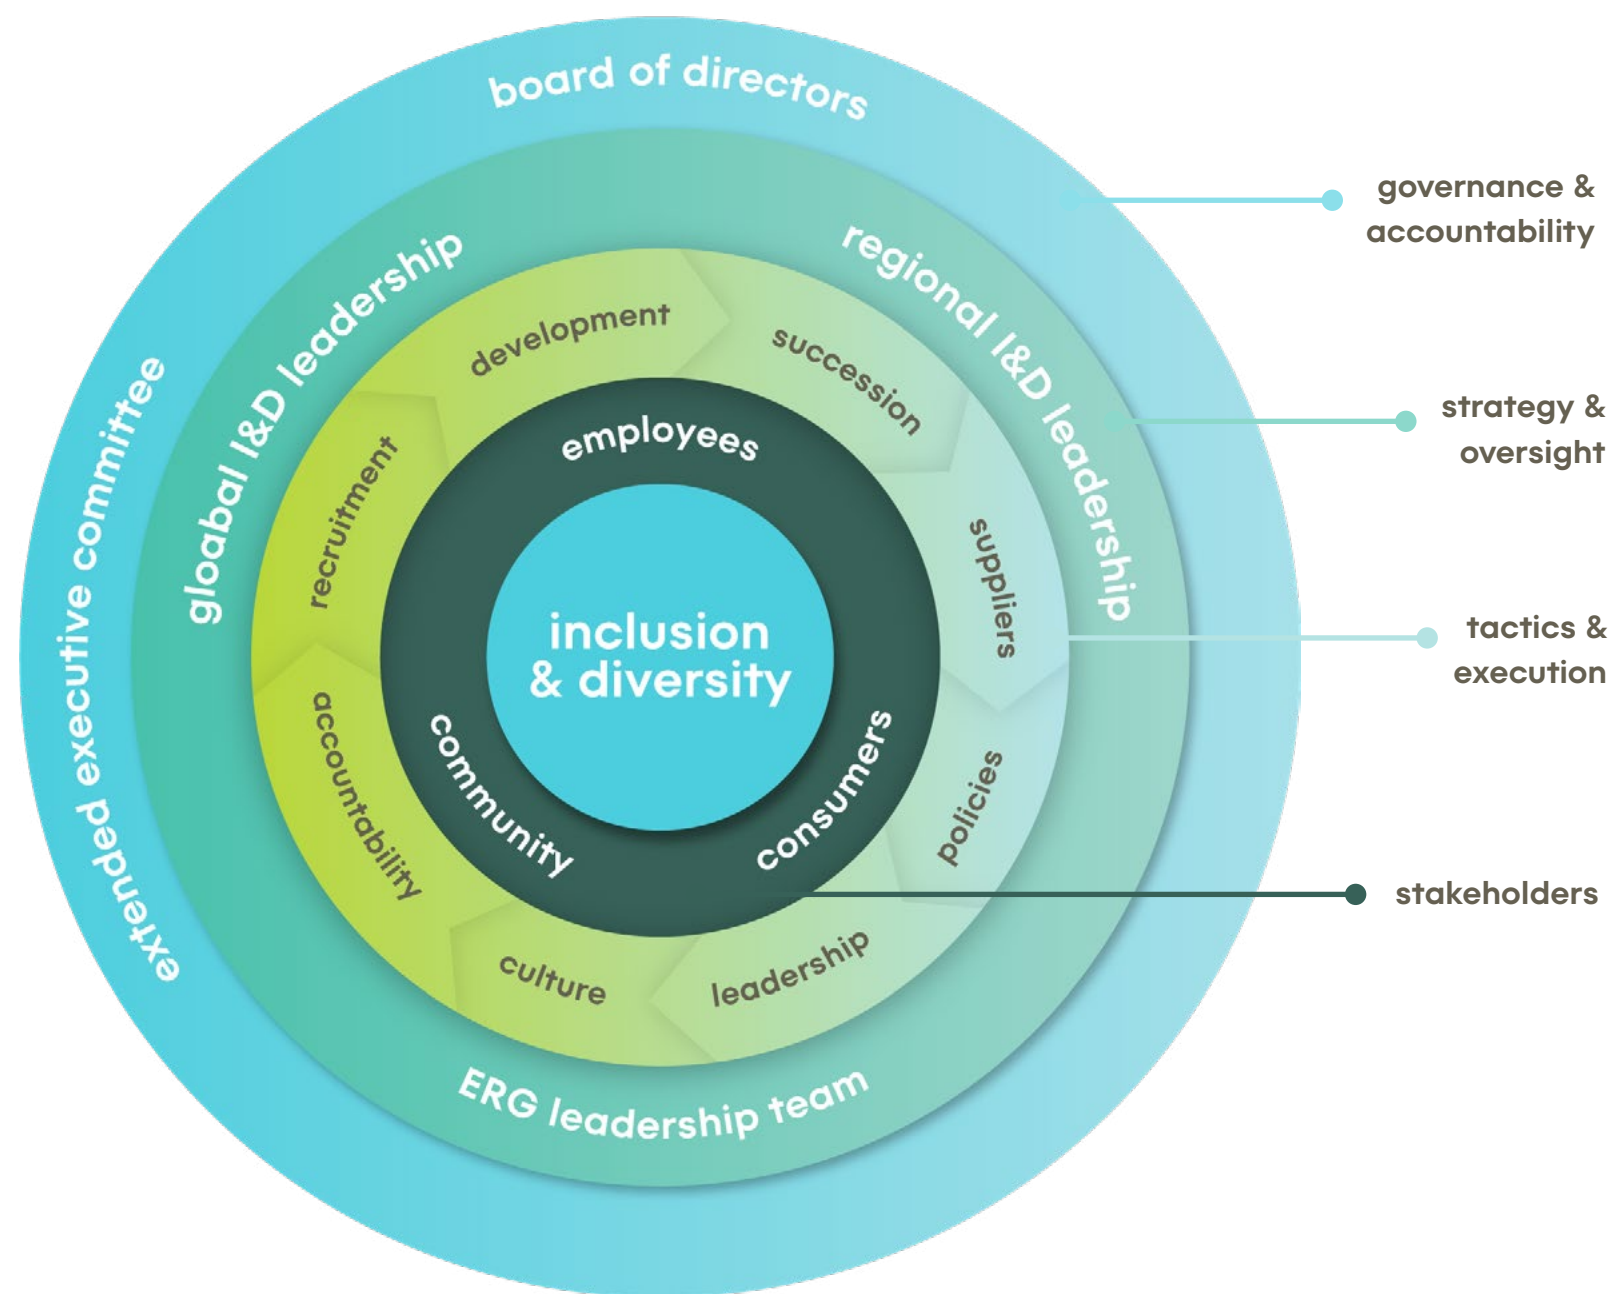 board of directors
extended executive committee
gloabal I&D leadership
regional I&D leadership
ERG leadership team
development
succession
suppliers
policies
leadership
culture
accountability
recruitment
employees
consumers
community
inclusion
& diversity
governance &
accountability
strategy &
oversight
tactics &
execution
stakeholders